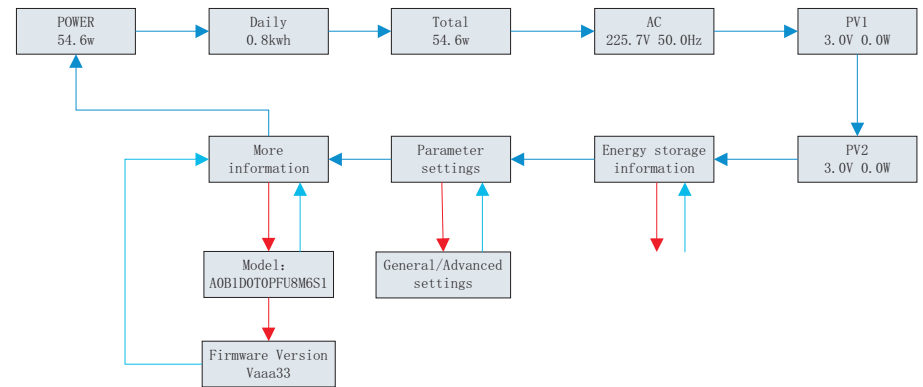 POWER
54.6w
Daily
0.8kwh
Total
54.6w
AC
225.7V 50.0Hz
PV1
3.0V 0.0W
More
information
Parameter
settings
Energy storage
information
PV2
3.0V 0.0W
Model:
A0B1D0T0PFU8M6S1
General/Advanced
settings
Firmware Version
Vaaa33